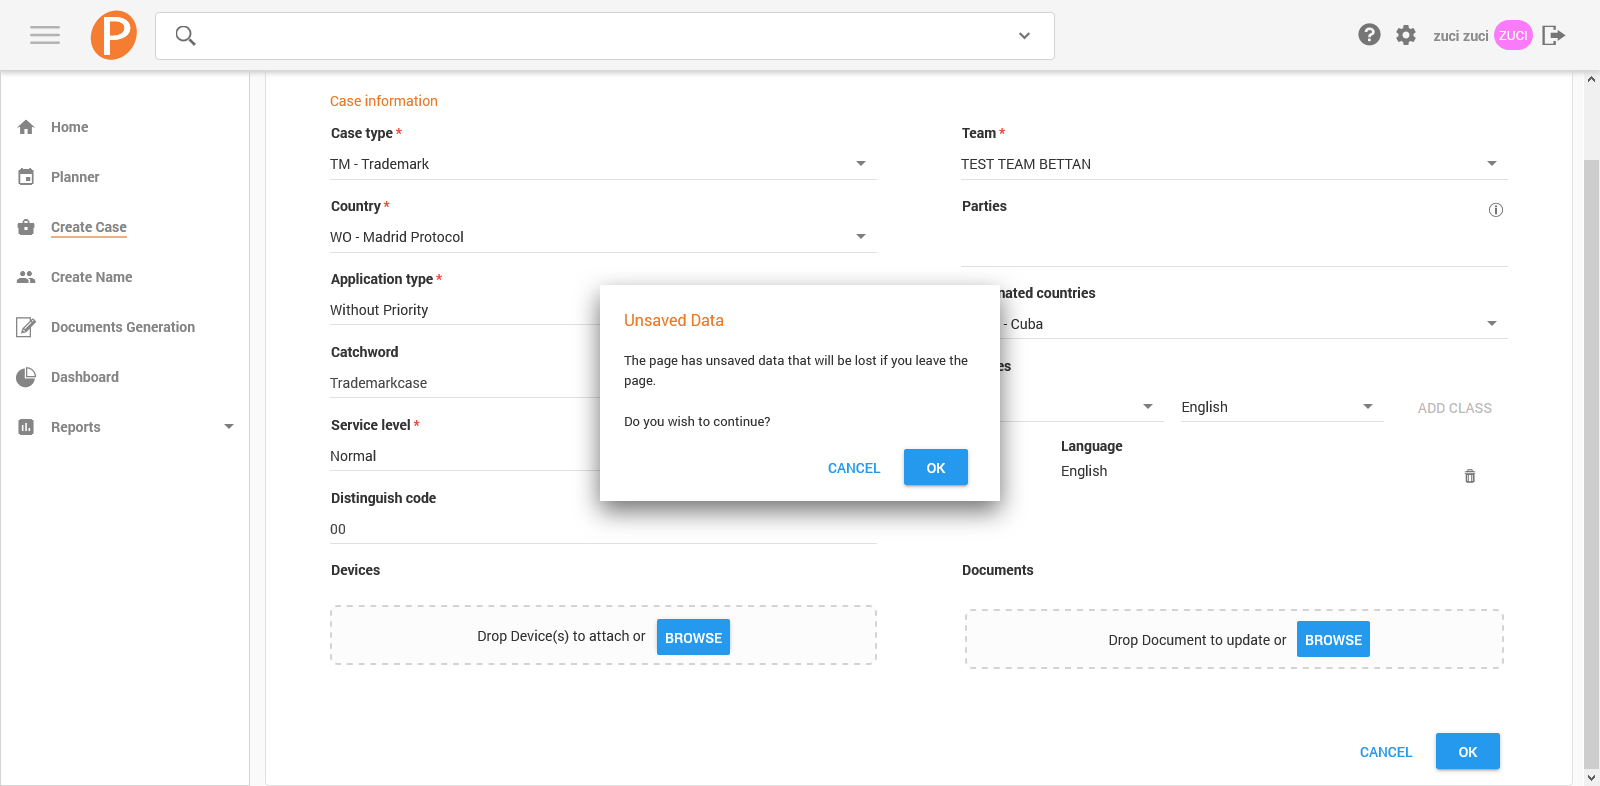 P
zuci zuci
ZUCI
Home
Planner
Create Case
Create Name
Documents Generation
Dashboard
Reports
Case information
Case type *
TM - Trademark
Team *
TEST TEAM BETTAN
Country *
WO - Madrid Protocol
Parties
Application type *
Without Priority
nated countries
- Cuba
Catchword
Trademarkcase
es
English
ADD CLASS
Service level *
Normal
Language
English
Distinguish code
00
Unsaved Data
The page has unsaved data that will be lost if you leave the
page.
Do you wish to continue?
CANCEL
OK
Devices
Drop Device(s) to attach or
BROWSE
Documents
Drop Document to update or
BROWSE
CANCEL
OK